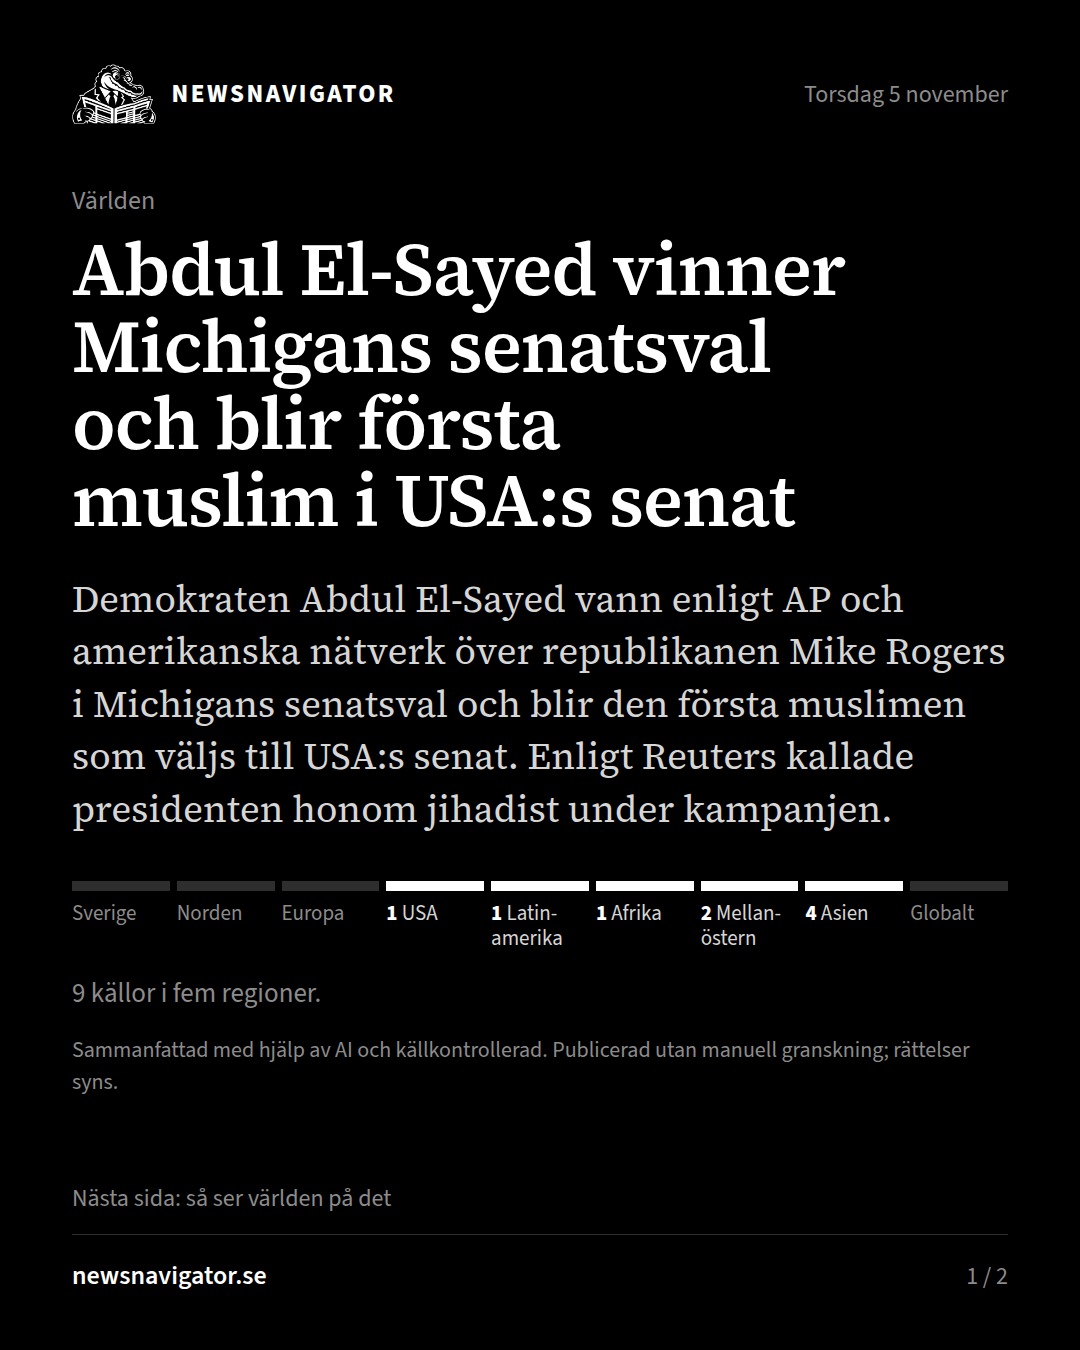 NEWSNAVIGATOR
Torsdag 5 november
Världen
Abdul El-Sayed vinner
Michigans senatsval
och blir första
muslim i USA:s senat
Demokraten Abdul El-Sayed vann enligt AP och
amerikanska nätverk över republikanen Mike Rogers
i Michigans senatsval och blir den första muslimen
som väljs till USA:s senat. Enligt Reuters kallade
presidenten honom jihadist under kampanjen.
Sverige
Norden
Europa
1 USA
1 Latin-
amerika
1 Afrika
2 Mellan-
östern
4 Asien
Globalt
9 källor i fem regioner.
Sammanfattad med hjälp av AI och källkontrollerad. Publicerad utan manuell granskning; rättelser
syns.
Nästa sida: så ser världen på det
newsnavigator.se
1 / 2